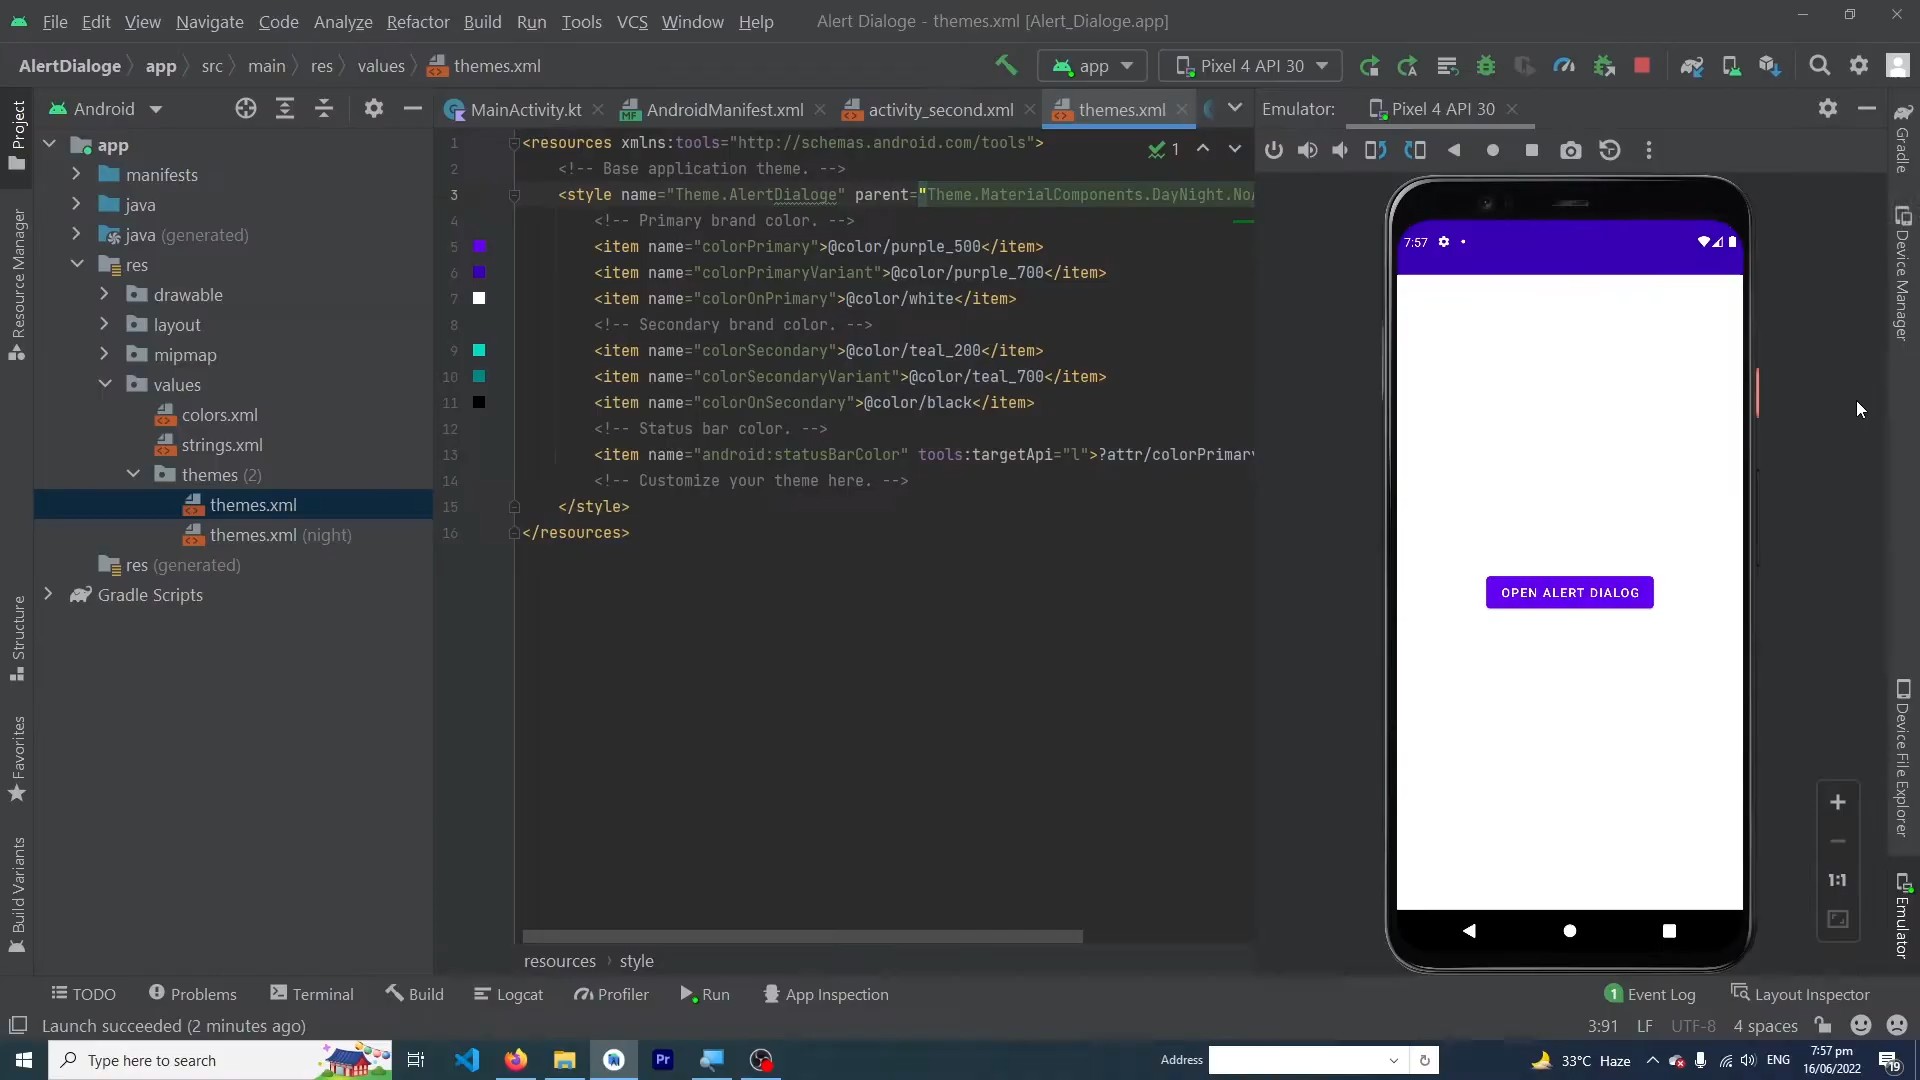 File Edit View Navigate Code Analyze Refactor Build Run Tools VCS Window Help Alert Dialoge - themes.xml [Alert_Dialoge.app]
AlertDialoge app src main res values themes.xml app Pixel 4 API 30
Android MainActivity.kt AndroidManifest.xml activity_second.xml themes.xml Emulator: Pixel 4 API 30
Project
Resource Manager
Structure
Favorites
Build Variants
app
manifests
java
java (generated)
res
drawable
layout
mipmap
values
colors.xml
strings.xml
themes (2)
themes.xml
themes.xml (night)
res (generated)
Gradle Scripts
1 <resources xmlns:tools="http://schemas.android.com/tools"> 1
2 <!-- Base application theme. -->
3 <style name="Theme.AlertDialoge" parent="Theme.MaterialComponents.DayNight.NoA
4 <!-- Primary brand color. -->
5 <item name="colorPrimary">@color/purple_500</item>
6 <item name="colorPrimaryVariant">@color/purple_700</item>
7 <item name="colorOnPrimary">@color/white</item>
8 <!-- Secondary brand color. -->
9 <item name="colorSecondary">@color/teal_200</item>
10 <item name="colorSecondaryVariant">@color/teal_700</item>
11 <item name="colorOnSecondary">@color/black</item>
12 <!-- Status bar color. -->
13 <item name="android:statusBarColor" tools:targetApi="l">?attr/colorPrimary
14 <!-- Customize your theme here. -->
15 </style>
16 </resources>
resources style
7:57
OPEN ALERT DIALOG
1:1
Gradle
Device Manager
Device File Explorer
Emulator
TODO Problems Terminal Build Logcat Profiler Run App Inspection 1 Event Log Layout Inspector
Launch succeeded (2 minutes ago) 3:91 LF UTF-8 4 spaces
Type here to search Pr Address 33°C Haze ENG 7:57 pm
16/06/2022 19